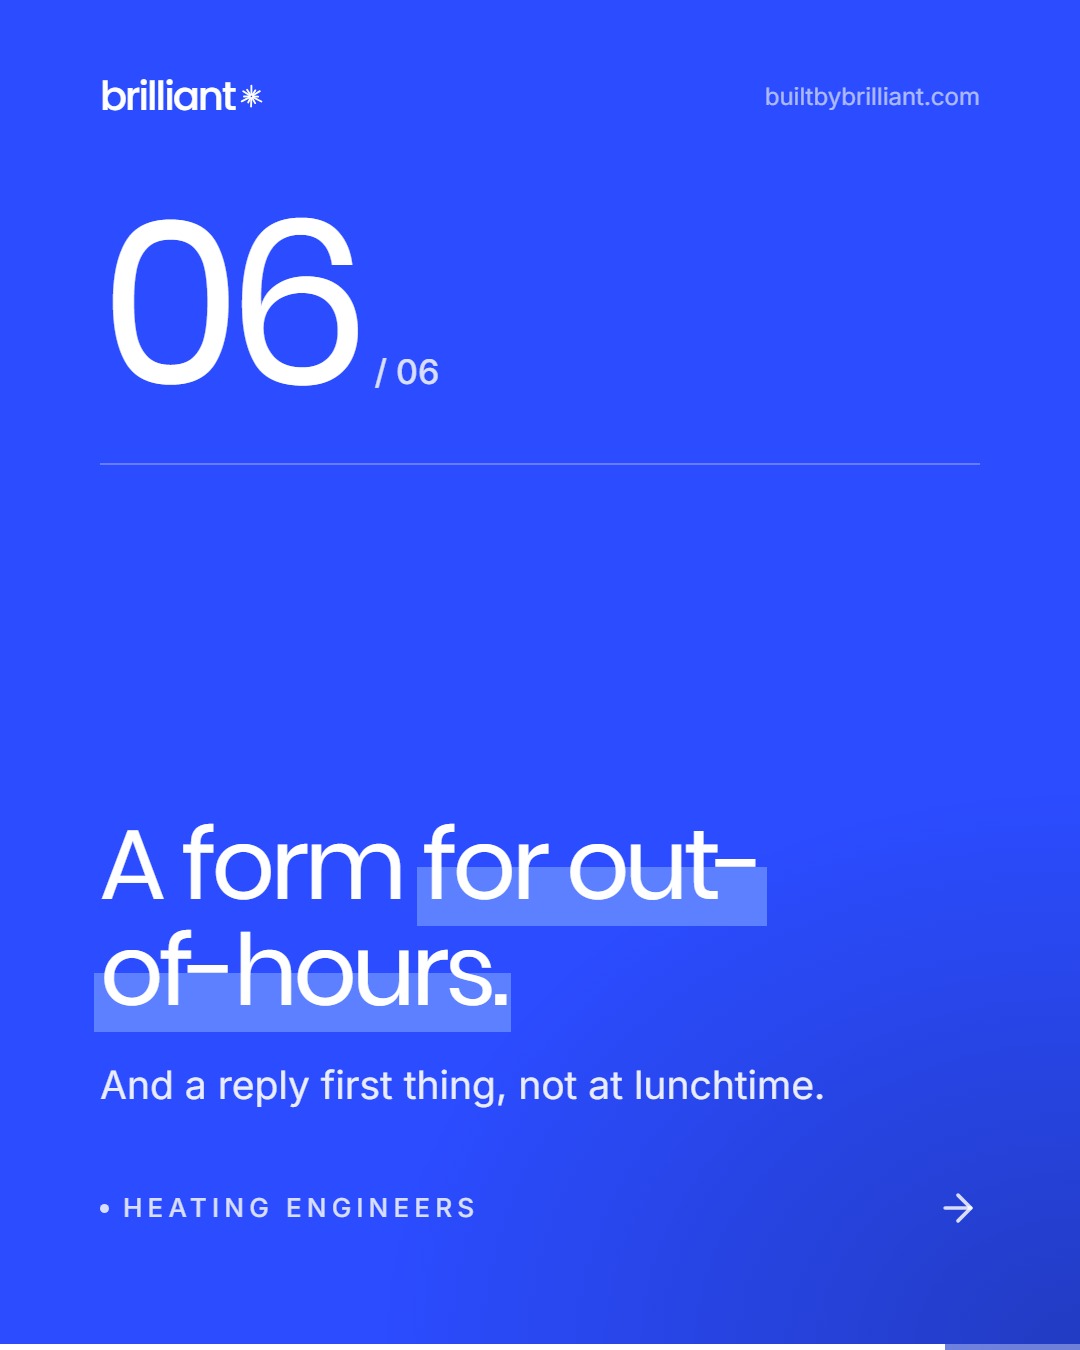 brilliant
builtbybrilliant.com
06 / 06
A form for out-
of-hours.
And a reply first thing, not at lunchtime.
• HEATING ENGINEERS